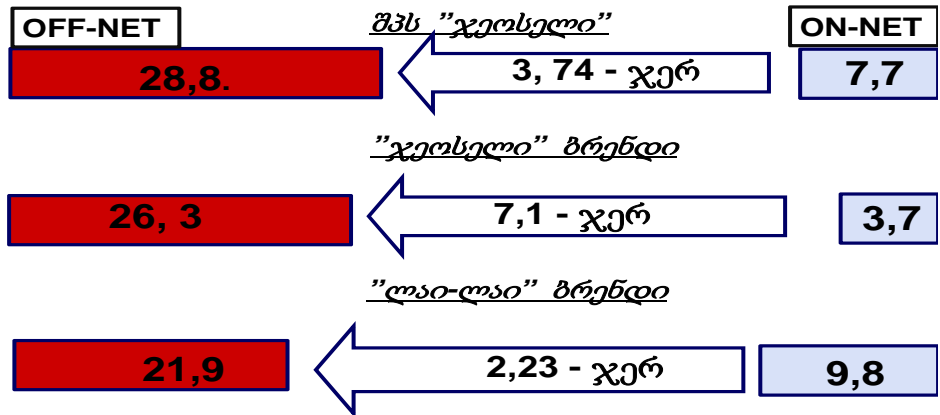 OFF-NET
შპს ”ჯეოსელი”
ON-NET
28,8.
3, 74 - ჯერ
7,7
”ჯეოსელი” ბრენდი
26, 3
7,1 - ჯერ
3,7
”ლაი-ლაი” ბრენდი
21,9
2,23 - ჯერ
9,8